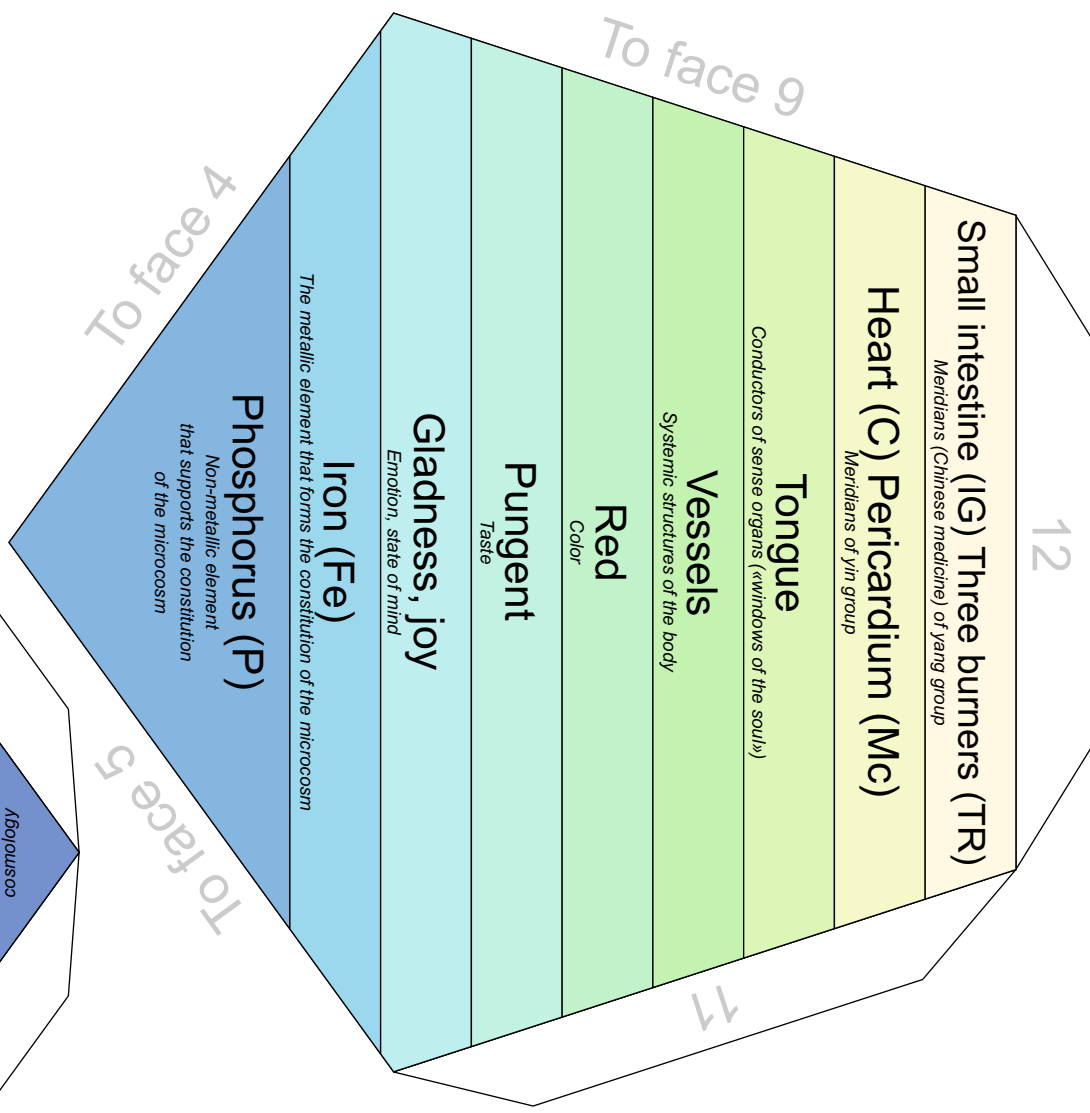 12
Small intestine (IG) Three burners (TR)
Meridians (Chinese medicine) of yang group
Heart (C) Pericardium (Mc)
Meridians of yin group
Tongue
Conductors of sense organs («windows of the soul»)
Vessels
Systemic structures of the body
Red
Color
Pungent
Taste
Gladness, joy
Emotion, state of mind
Iron (Fe)
The metallic element that forms the constitution of the microcosm
Phosphorus (P)
Non-metallic element
that supports the constitution
of the microcosm
To face 9
To face 4
To face 5
11
cosmology